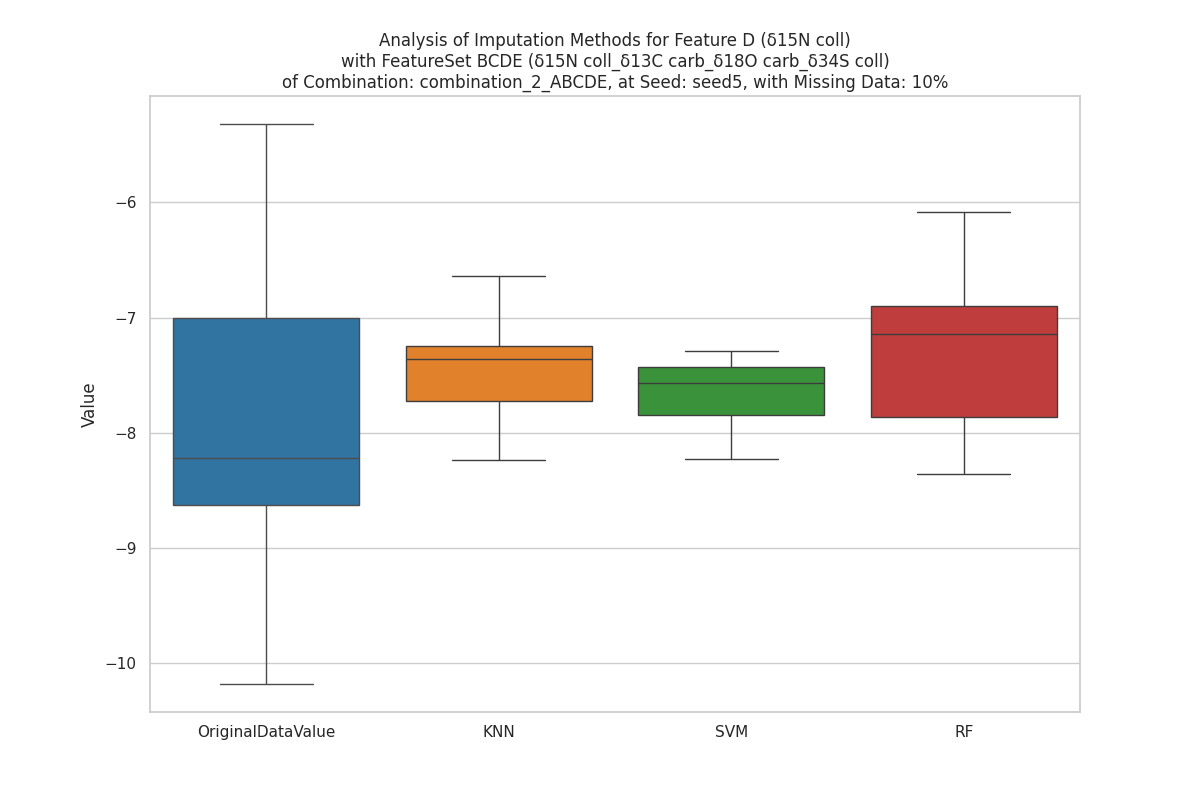 Analysis of Imputation Methods for Feature D (δ15N coll)
with FeatureSet BCDE (δ15N coll_δ13C carb_δ18O carb_δ34S coll)
of Combination: combination_2_ABCDE, at Seed: seed5, with Missing Data: 10%
Value
−6
−7
−8
−9
−10
OriginalDataValue
KNN
SVM
RF